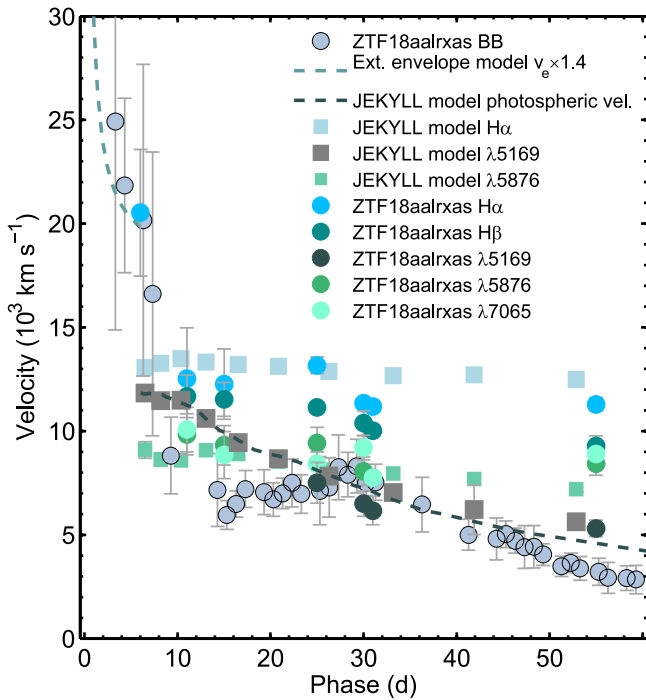 ZTF18aalrxas BB
Ext. envelope model vₑ×1.4
JEKYLL model photospheric vel.
JEKYLL model Hα
JEKYLL model λ5169
JEKYLL model λ5876
ZTF18aalrxas Hα
ZTF18aalrxas Hβ
ZTF18aalrxas λ5169
ZTF18aalrxas λ5876
ZTF18aalrxas λ7065
Velocity (10³ km s⁻¹)
30
25
20
15
10
5
0
0 10 20 30 40 50
Phase (d)